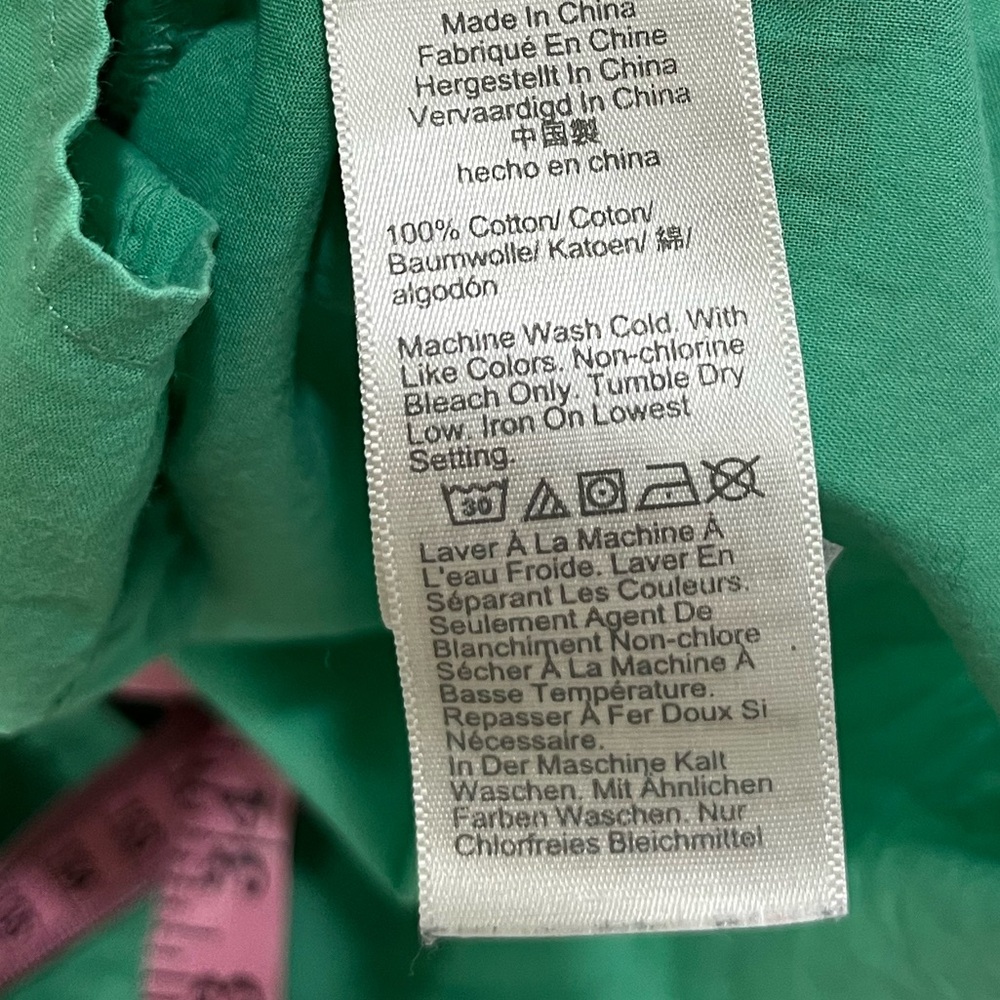 Made In China
Fabriqué En Chine
Hergestellt In China
Vervaardigd In China
中国製
hecho en china
100% Cotton/ Coton/
Baumwolle/ Katoen/ 綿/
algodón
Machine Wash Cold. With
Like Colors. Non-chlorine
Bleach Only. Tumble Dry
Low. Iron On Lowest
Setting.
30
Laver À La Machine À
L'eau Froide. Laver En
Séparant Les Couleurs.
Seulement Agent De
Blanchiment Non-chlore
Sécher À La Machine À
Basse Température.
Repasser À Fer Doux Si
Nécessaire.
In Der Maschine Kalt
Waschen. Mit Ähnlichen
Farben Waschen. Nur
Chlorfreies Bleichmittel